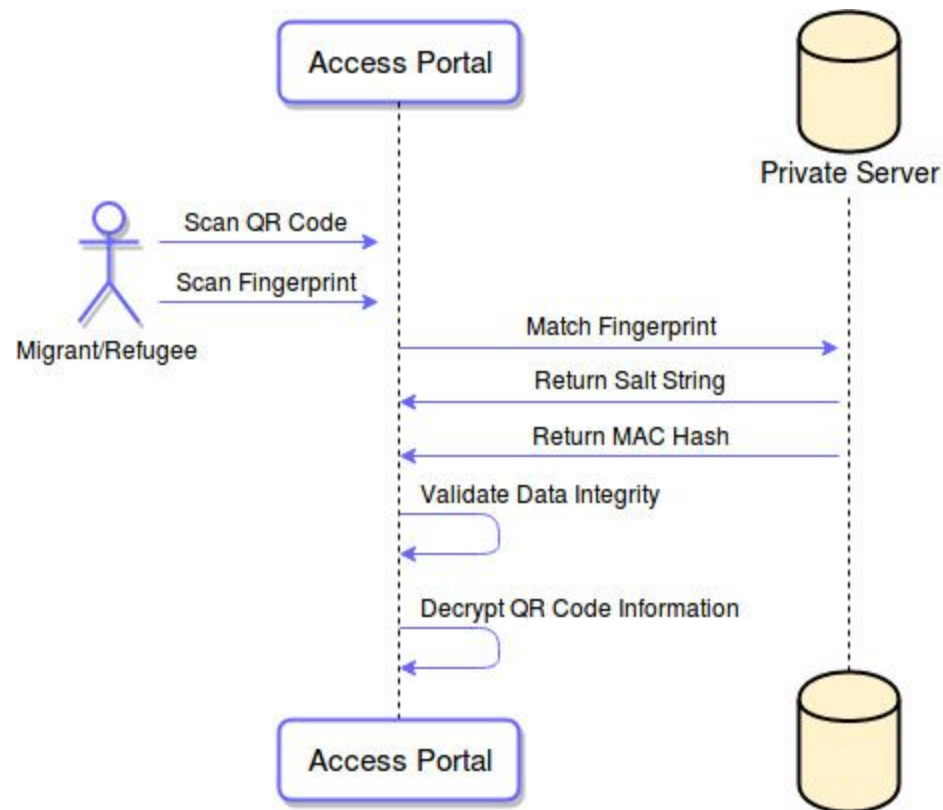 Access Portal
Private Server
Scan QR Code
Scan Fingerprint
Migrant/Refugee
Match Fingerprint
Return Salt String
Return MAC Hash
Validate Data Integrity
Decrypt QR Code Information
Access Portal